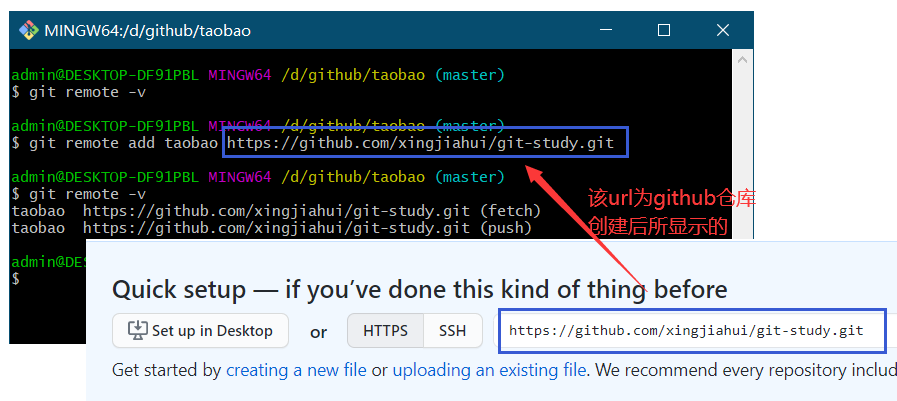 MINGW64:/d/github/taobao
admin@DESKTOP-DF91PBL MINGW64 /d/github/taobao (master)
$ git remote -v
admin@DESKTOP-DF91PBL MINGW64 /d/github/taobao (master)
$ git remote add taobao https://github.com/xingjiahui/git-study.git
admin@DESKTOP-DF91PBL MINGW64 /d/github/taobao (master)
$ git remote -v
taobao https://github.com/xingjiahui/git-study.git (fetch)
taobao https://github.com/xingjiahui/git-study.git (push)
该url为github仓库
创建后所显示的
admin@DES
$
Quick setup — if you’ve done this kind of thing before
Set up in Desktop or HTTPS SSH https://github.com/xingjiahui/git-study.git
Get started by creating a new file or uploading an existing file. We recommend every repository includ